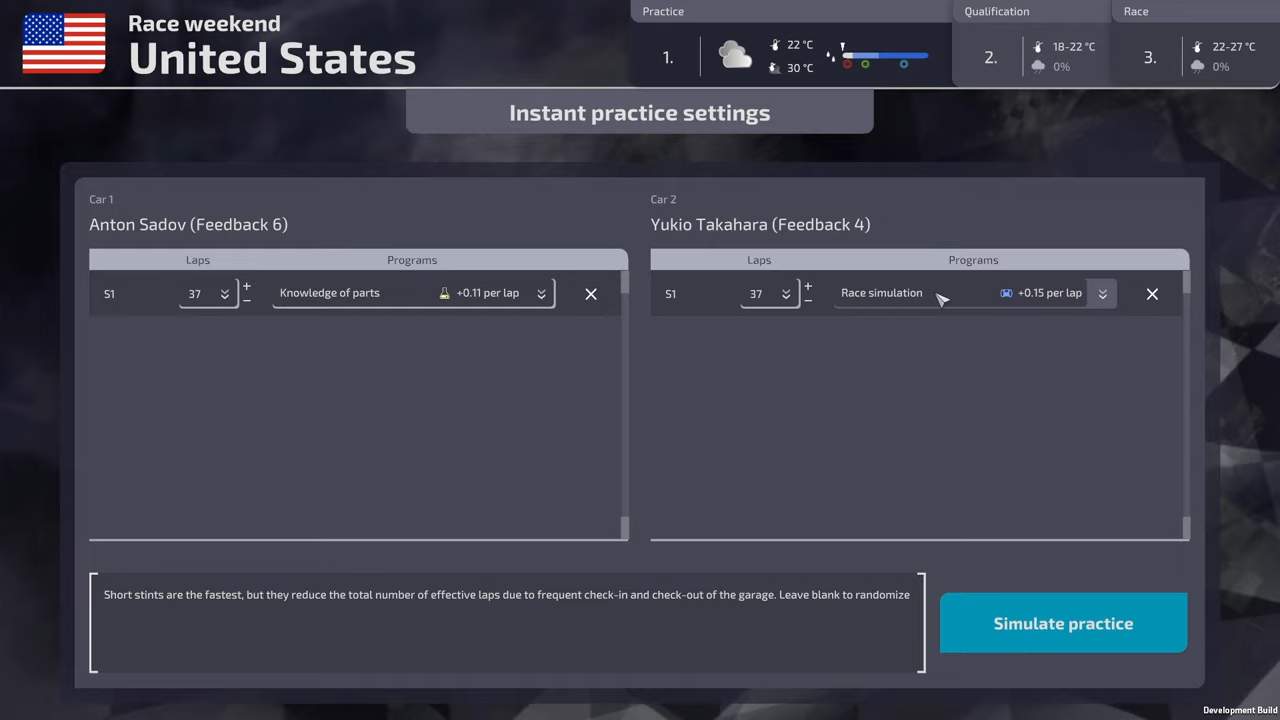 Race weekend
United States
Practice
1.
22 °C
30 °C
Qualification
2.
18-22 °C
0%
Race
3.
22-27 °C
0%
Instant practice settings
Car 1
Anton Sadov (Feedback 6)
Laps Programs
S1 37 + − Knowledge of parts +0.11 per lap
Car 2
Yukio Takahara (Feedback 4)
Laps Programs
S1 37 + − Race simulation +0.15 per lap
Short stints are the fastest, but they reduce the total number of effective laps due to frequent check-in and check-out of the garage. Leave blank to randomize
Simulate practice
Development Build